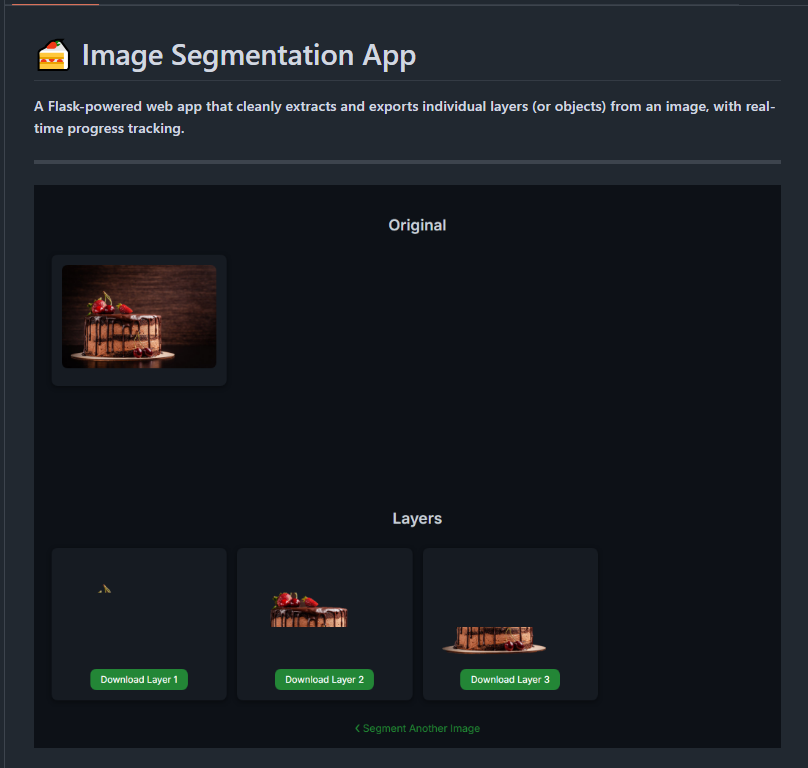 Image Segmentation App
A Flask-powered web app that cleanly extracts and exports individual layers (or objects) from an image, with real-
time progress tracking.
Original
Layers
Download Layer 1
Download Layer 2
Download Layer 3
< Segment Another Image